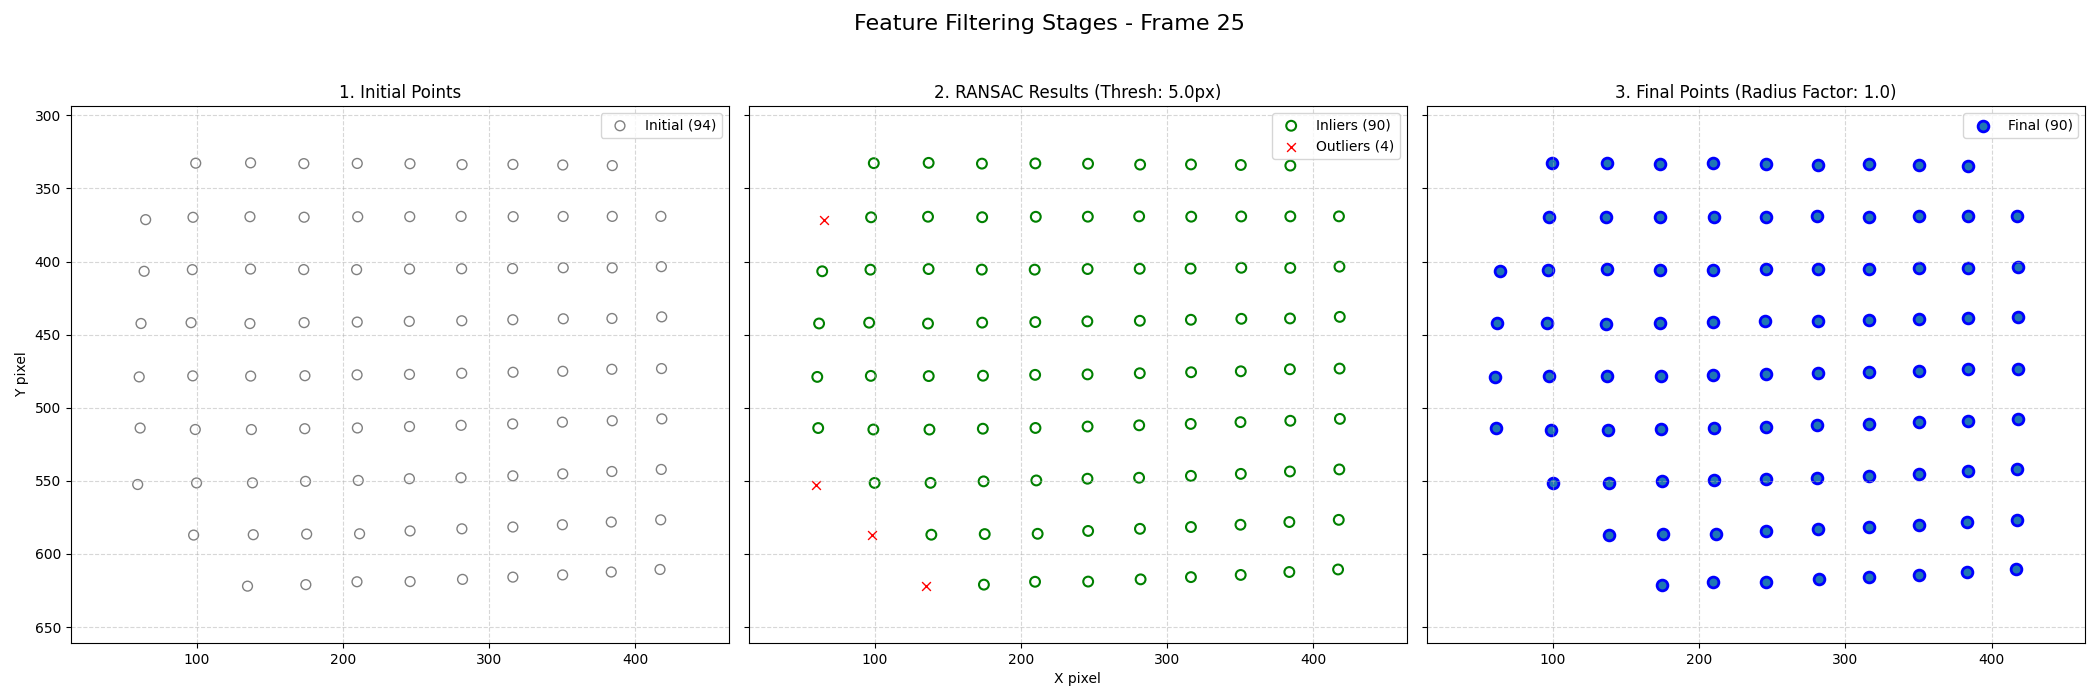 Feature Filtering Stages - Frame 25
1. Initial Points
2. RANSAC Results (Thresh: 5.0px)
3. Final Points (Radius Factor: 1.0)
Initial (94)
Inliers (90)
Outliers (4)
Final (90)
300
350
400
450
500
550
600
650
Y pixel
100 200 300 400
100 200 300 400
100 200 300 400
X pixel